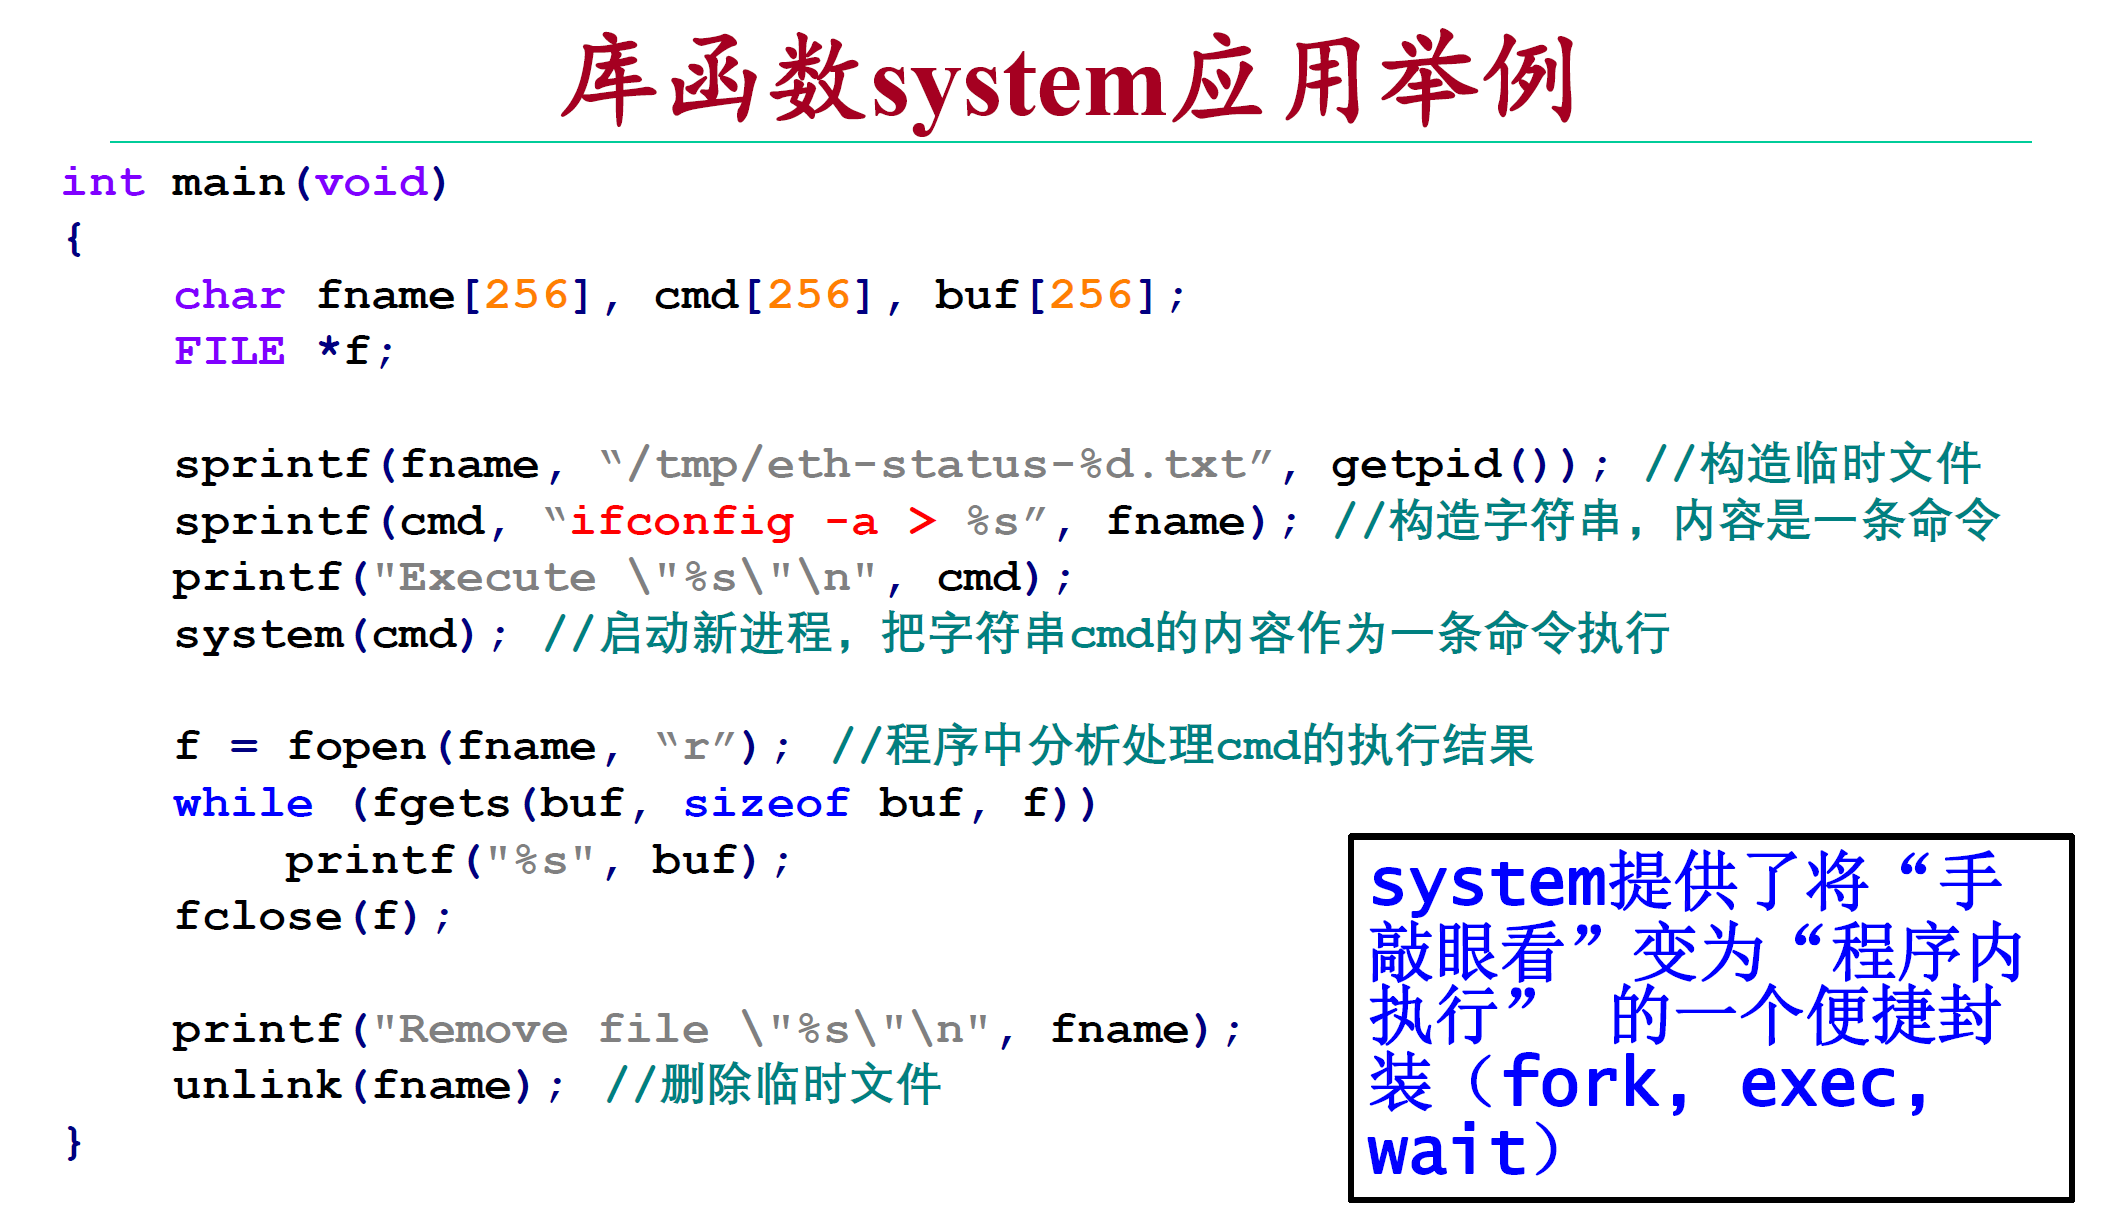 库函数system应用举例
int main(void)
{
    char fname[256], cmd[256], buf[256];
    FILE *f;
    sprintf(fname, “/tmp/eth-status-%d.txt”, getpid()); //构造临时文件
    sprintf(cmd, “ifconfig -a > %s”, fname); //构造字符串，内容是一条命令
    printf("Execute \"%s\"\n", cmd);
    system(cmd); //启动新进程，把字符串cmd的内容作为一条命令执行
    f = fopen(fname, “r”); //程序中分析处理cmd的执行结果
    while (fgets(buf, sizeof buf, f))
        printf("%s", buf);
    fclose(f);
    printf("Remove file \"%s\"\n", fname);
    unlink(fname); //删除临时文件
}
system提供了将“手
敲眼看”变为“程序内
执行” 的一个便捷封
装（fork, exec,
wait）